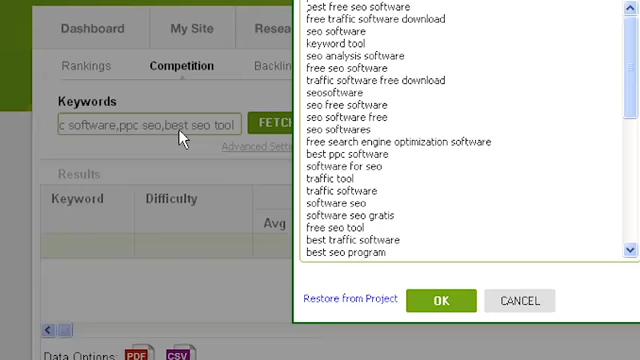 Dashboard
My Site
Resea
Rankings
Competition
Backlin
Keywords
c software,ppc seo,best seo tool
FETCH
Advanced Setti
Results
Keyword
Difficulty
Avg
Data Options:
PDF
CSV
best free seo software
free traffic software download
seo software
keyword tool
seo analysis software
free seo software
traffic software free download
seosoftware
seo free software
seo software free
seo softwares
free search engine optimization software
best ppc software
software for seo
traffic tool
traffic software
software seo
software seo gratis
free seo tool
best traffic software
best seo program
Restore from Project
OK
CANCEL